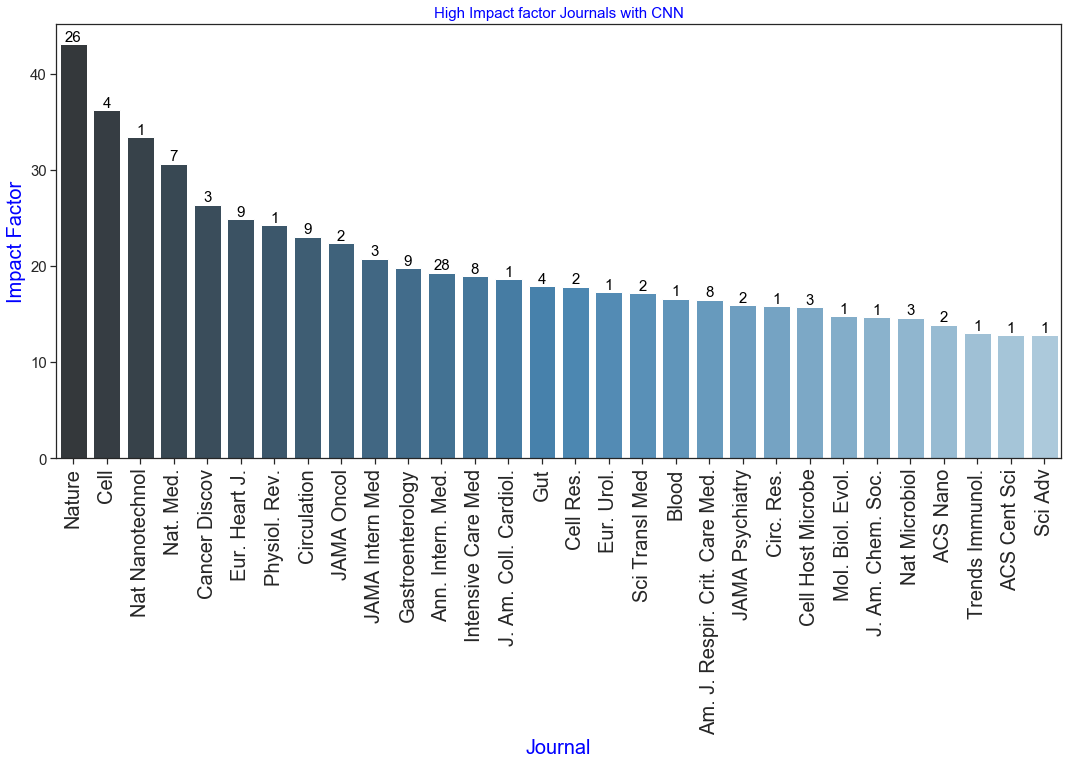 High Impact factor Journals with CNN
Impact Factor
40
30
20
10
0
26
4
1
7
3
9
1
9
2
3
9
28
8
1
4
2
1
2
1
8
2
1
3
1
1
3
2
1
1
1
Nature
Cell
Nat Nanotechnol
Nat. Med.
Cancer Discov
Eur. Heart J.
Physiol. Rev.
Circulation
JAMA Oncol
JAMA Intern Med
Gastroenterology
Ann. Intern. Med.
Intensive Care Med
J. Am. Coll. Cardiol.
Gut
Cell Res.
Eur. Urol.
Sci Transl Med
Blood
Am. J. Respir. Crit. Care Med.
JAMA Psychiatry
Circ. Res.
Cell Host Microbe
Mol. Biol. Evol.
J. Am. Chem. Soc.
Nat Microbiol
ACS Nano
Trends Immunol.
ACS Cent Sci
Sci Adv
Journal